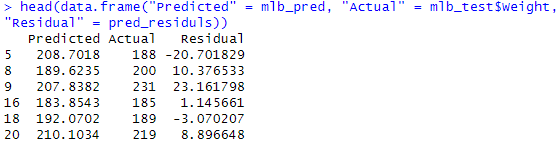 > head(data.frame("Predicted" = mlb_pred, "Actual" = mlb_test$Weight,
"Residual" = pred_residuls))
Predicted Actual Residual
5 208.7018 188 -20.701829
8 189.6235 200 10.376533
9 207.8382 231 23.161798
16 183.8543 185 1.145661
18 192.0702 189 -3.070207
20 210.1034 219 8.896648